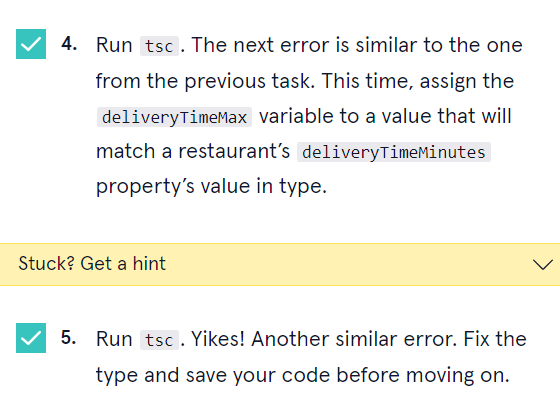 4. Run tsc. The next error is similar to the one
from the previous task. This time, assign the
deliveryTimeMax variable to a value that will
match a restaurant’s deliveryTimeMinutes
property’s value in type.
Stuck? Get a hint
5. Run tsc. Yikes! Another similar error. Fix the
type and save your code before moving on.